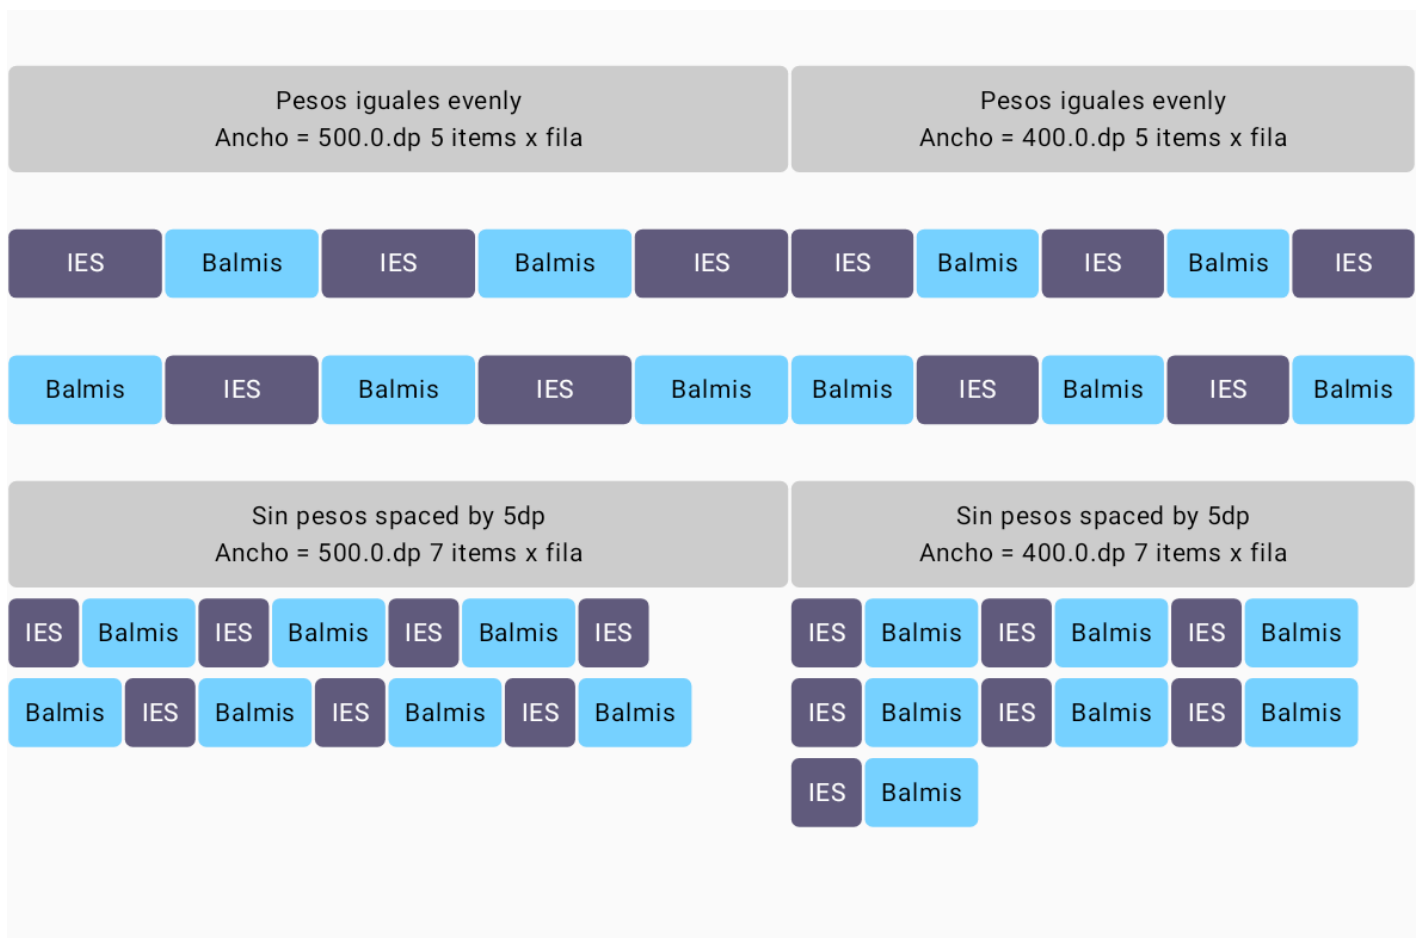 Pesos iguales evenly
Ancho = 500.0.dp 5 items x fila
Pesos iguales evenly
Ancho = 400.0.dp 5 items x fila
IES Balmis IES Balmis IES IES Balmis IES Balmis IES
Balmis IES Balmis IES Balmis Balmis IES Balmis IES Balmis
Sin pesos spaced by 5dp
Ancho = 500.0.dp 7 items x fila
Sin pesos spaced by 5dp
Ancho = 400.0.dp 7 items x fila
IES Balmis IES Balmis IES Balmis IES
Balmis IES Balmis IES Balmis IES Balmis
IES Balmis IES Balmis IES Balmis
IES Balmis IES Balmis IES Balmis
IES Balmis